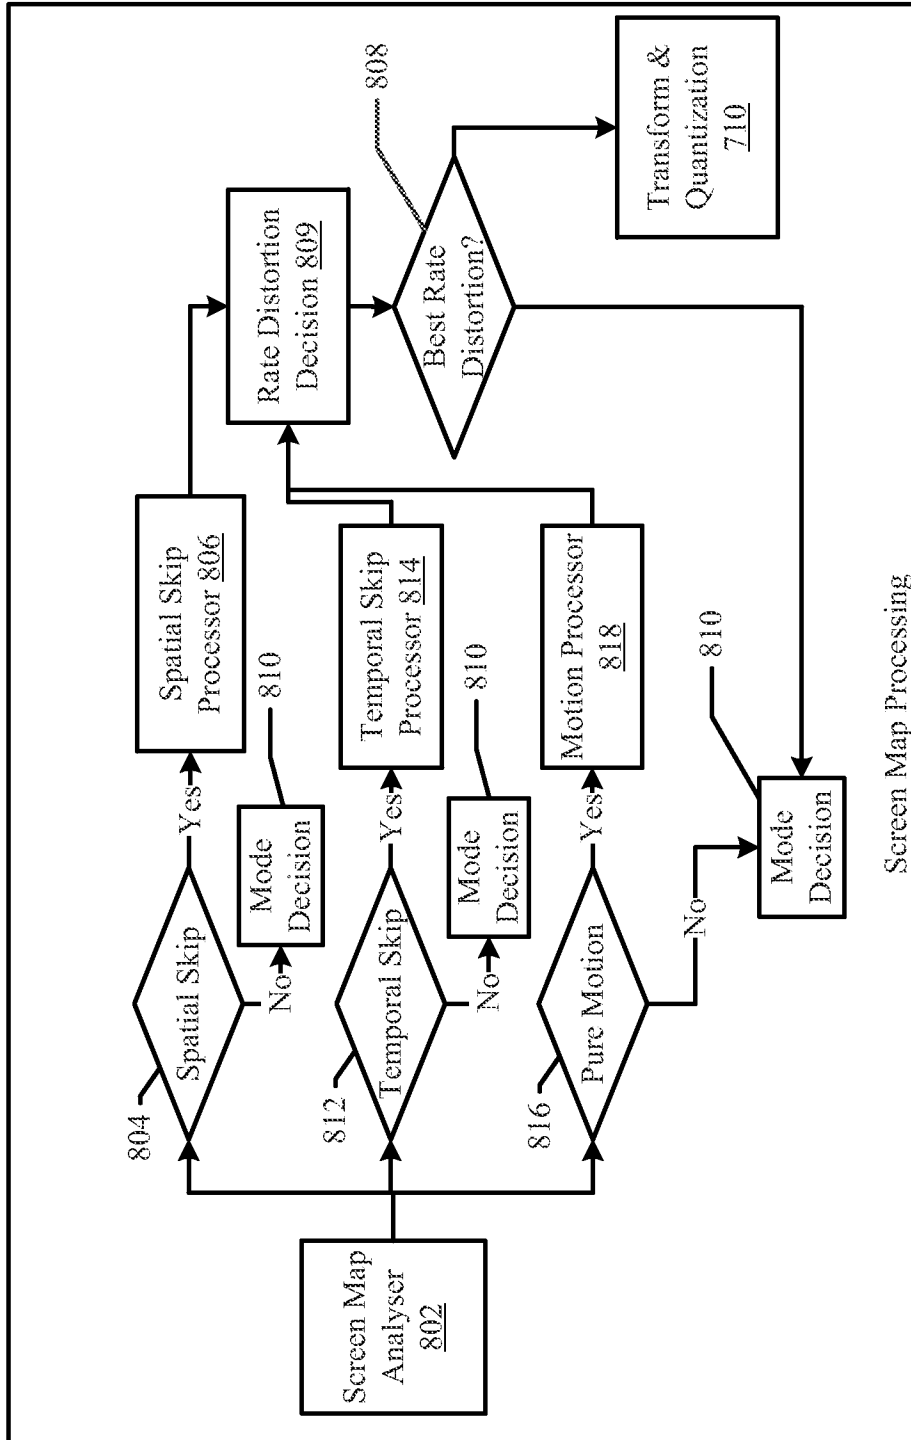 Screen Map
Analyser
802
804
Spatial Skip
Yes
No
Mode
Decision
810
Spatial Skip
Processor 806
812
Temporal Skip
Yes
No
Mode
Decision
810
Temporal Skip
Processor 814
816
Pure Motion
Yes
No
Motion Processor
818
Mode
Decision
810
Rate Distortion
Decision 809
Best Rate
Distortion?
808
Transform &
Quantization
710
Screen Map Processing